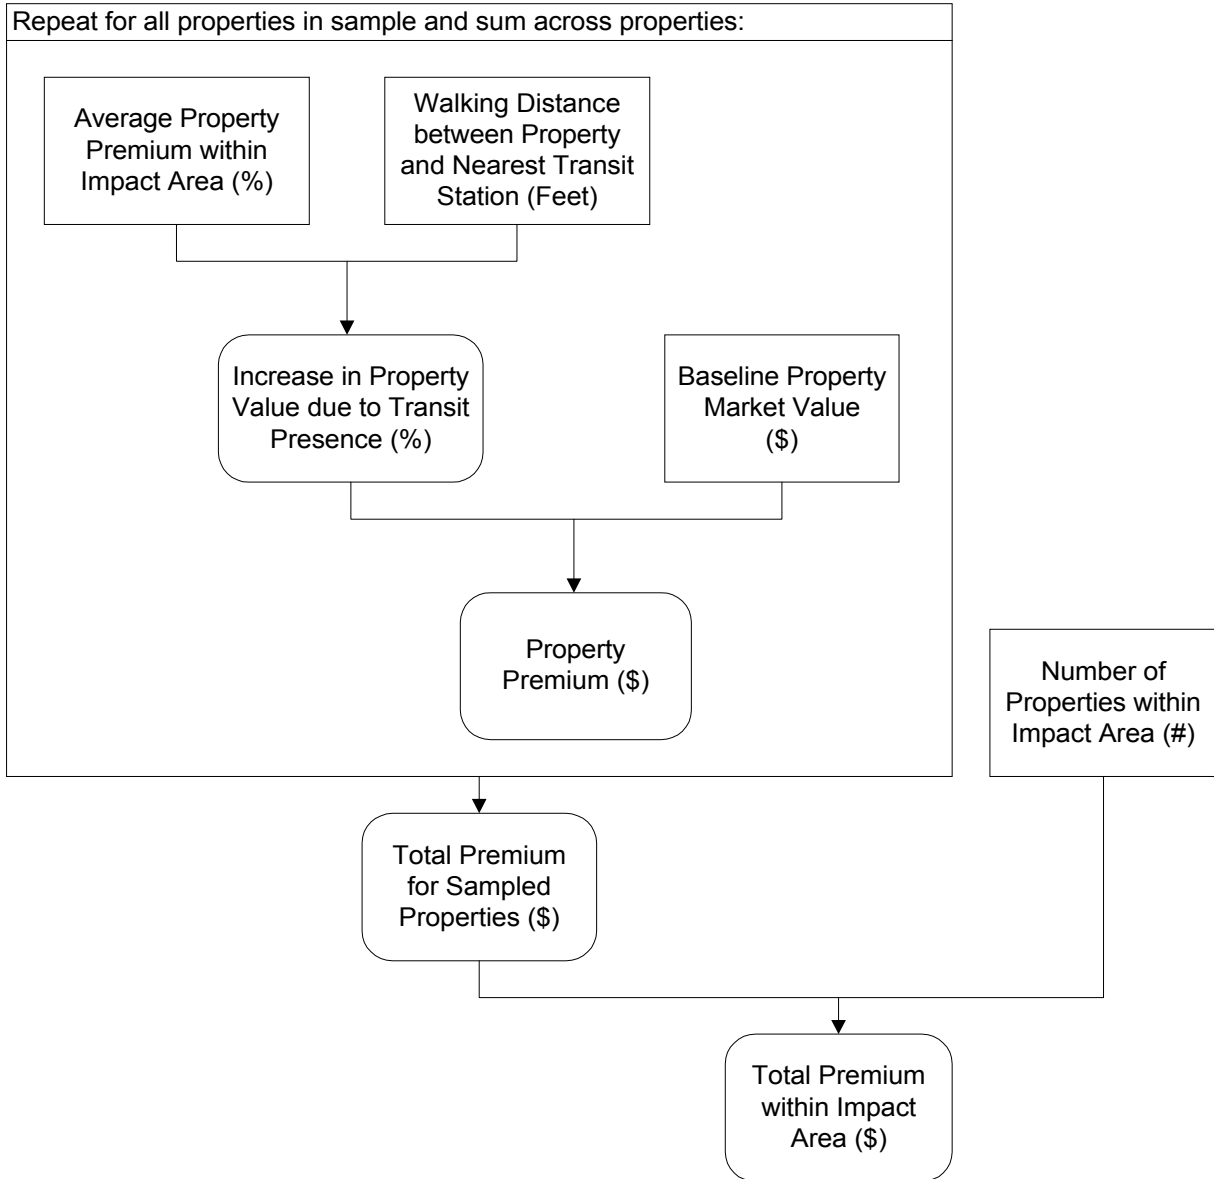 Repeat for all properties in sample and sum across properties:
Average Property
Premium within
Impact Area (%)
Walking Distance
between Property
and Nearest Transit
Station (Feet)
Increase in Property
Value due to Transit
Presence (%)
Baseline Property
Market Value
($)
Property
Premium ($)
Number of
Properties within
Impact Area (#)
Total Premium
for Sampled
Properties ($)
Total Premium
within Impact
Area ($)